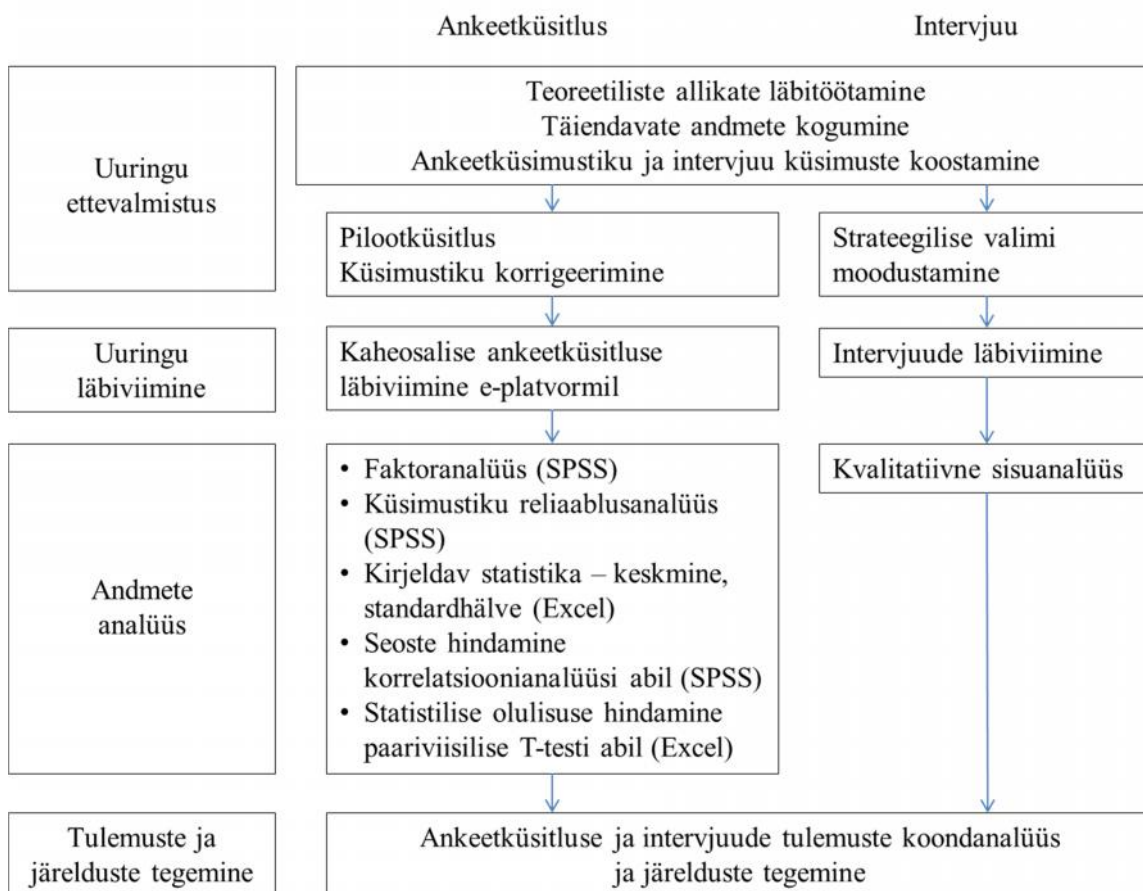 Ankeetküsitlus
Intervjuu
Uuringu
ettevalmistus
Teoreetiliste allikate läbitöötamine
Täiendavate andmete kogumine
Ankeetküsimustiku ja intervjuu küsimuste koostamine
Pilootküsitlus
Küsimustiku korrigeerimine
Strateegilise valimi
moodustamine
Uuringu
läbiviimine
Kaheosalise ankeetküsitluse
läbiviimine e-platvormil
Intervjuude läbiviimine
Andmete
analüüs
• Faktoranalüüs (SPSS)
• Küsimustiku reliaablusanalüüs
(SPSS)
• Kirjeldav statistika – keskmine,
standardhälve (Excel)
• Seoste hindamine
korrelatsioonianalüüsi abil (SPSS)
• Statistilise olulisuse hindamine
paariviisilise T-testi abil (Excel)
Kvalitatiivne sisuanalüüs
Tulemuste ja
järelduste tegemine
Ankeetküsitluse ja intervjuude tulemuste koondanalüüs
ja järelduste tegemine